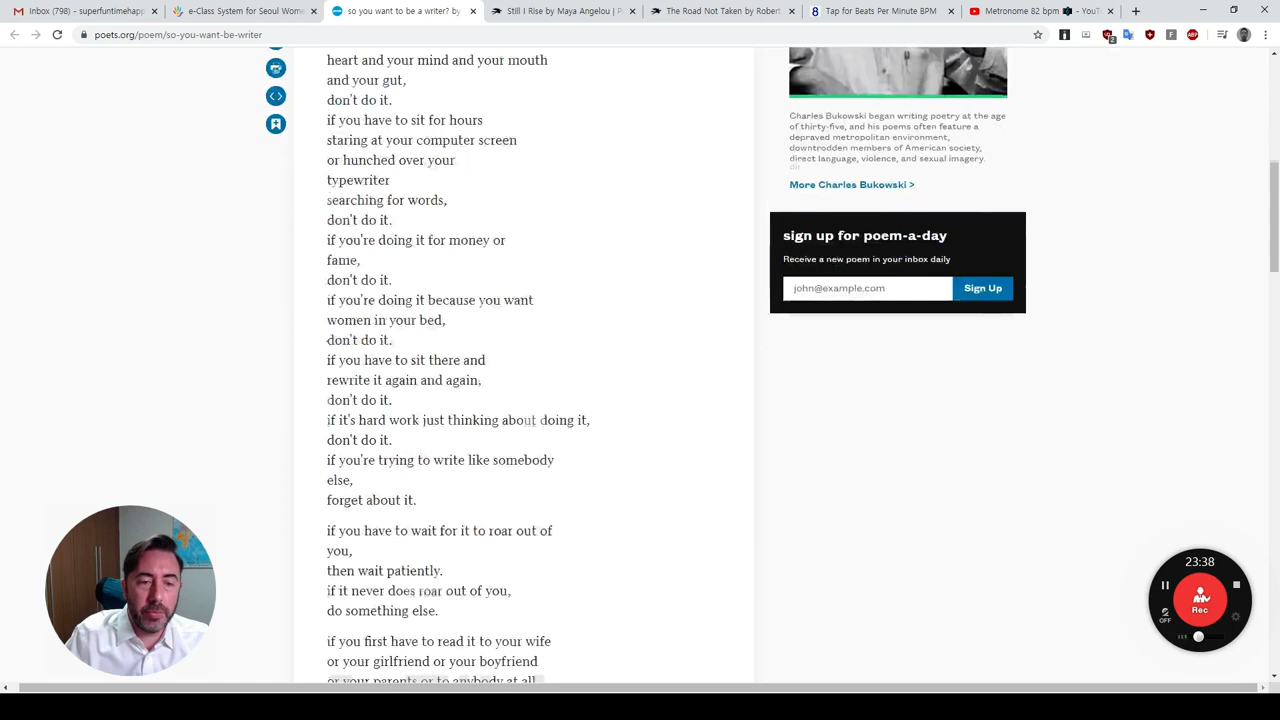 Inbox (798) - superfuntimehapp
e-Class System for Seoul Wome
so you want to be a writer? by
Still I Rise by Maya Angelou | P
The Road Not Taken by Robert
Tap for Beats Per Minute BPM
Metronome 82 bpm - YouT
poets.org/poem/so-you-want-be-writer
heart and your mind and your mouth
and your gut,
don't do it.
if you have to sit for hours
staring at your computer screen
or hunched over your
typewriter
searching for words,
don't do it.
if you're doing it for money or
fame,
don't do it.
if you're doing it because you want
women in your bed,
don't do it.
if you have to sit there and
rewrite it again and again,
don't do it.
if it's hard work just thinking about doing it,
don't do it.
if you're trying to write like somebody
else,
forget about it.
if you have to wait for it to roar out of
you,
then wait patiently.
if it never does roar out of you,
do something else.
if you first have to read it to your wife
or your girlfriend or your boyfriend
or your parents or to anybody at all
Charles Bukowski began writing poetry at the age
of thirty-five, and his poems often feature a
depraved metropolitan environment,
downtrodden members of American society,
direct language, violence, and sexual imagery.
More Charles Bukowski >
sign up for poem-a-day
Receive a new poem in your inbox daily
john@example.com
Sign Up
23:38
Rec
OFF